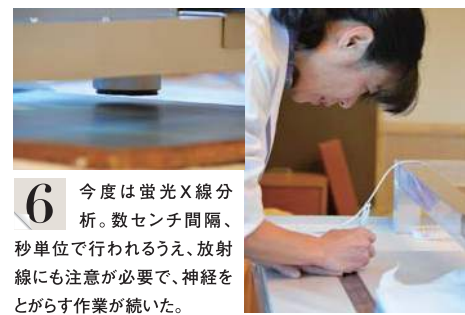 6
今度は蛍光X線分
析。数センチ間隔、
秒単位で行われるうえ、放射
線にも注意が必要で、神経を
とがらす作業が続いた。